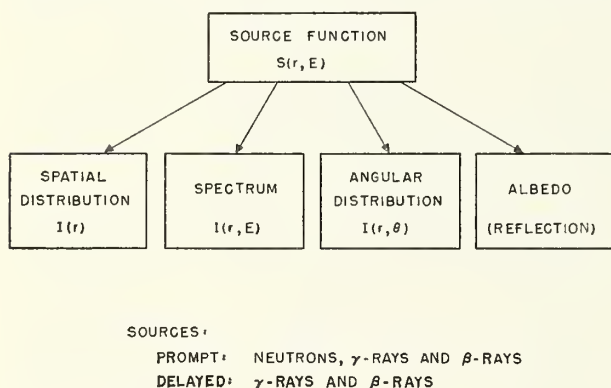 SOURCE FUNCTION
S(r,E)
SPATIAL
DISTRIBUTION
I(r)
SPECTRUM
I(r,E)
ANGULAR
DISTRIBUTION
I(r,θ)
ALBEDO
(REFLECTION)
SOURCES:
PROMPT: NEUTRONS, γ-RAYS AND β-RAYS
DELAYED: γ-RAYS AND β-RAYS